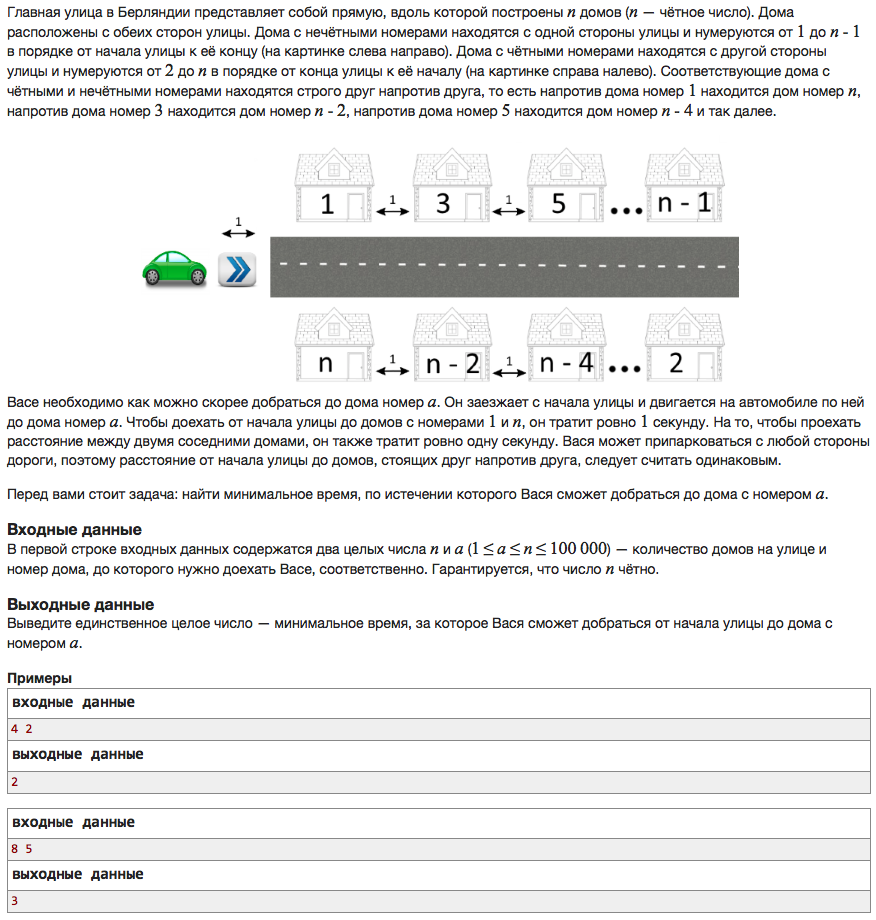 Главная улица в Берляндии представляет собой прямую, вдоль которой построены n домов (n — чётное число). Дома
расположены с обеих сторон улицы. Дома с нечётными номерами находятся с одной стороны улицы и нумеруются от 1 до n - 1
в порядке от начала улицы к её концу (на картинке слева направо). Дома с чётными номерами находятся с другой стороны
улицы и нумеруются от 2 до n в порядке от конца улицы к её началу (на картинке справа налево). Соответствующие дома с
чётными и нечётными номерами находятся строго друг напротив друга, то есть напротив дома номер 1 находится дом номер n,
напротив дома номер 3 находится дом номер n - 2, напротив дома номер 5 находится дом номер n - 4 и так далее.
1 1 3 1 5 ... n - 1
n 1 n - 2 1 n - 4 ... 2
Васе необходимо как можно скорее добраться до дома номер a. Он заезжает с начала улицы и двигается на автомобиле по ней
до дома номер a. Чтобы доехать от начала улицы до домов с номерами 1 и n, он тратит ровно 1 секунду. На то, чтобы проехать
расстояние между двумя соседними домами, он также тратит ровно одну секунду. Вася может припарковаться с любой стороны
дороги, поэтому расстояние от начала улицы до домов, стоящих друг напротив друга, следует считать одинаковым.
Перед вами стоит задача: найти минимальное время, по истечении которого Вася сможет добраться до дома с номером a.
Входные данные
В первой строке входных данных содержатся два целых числа n и a (1 ≤ a ≤ n ≤ 100 000) — количество домов на улице и
номер дома, до которого нужно доехать Васе, соответственно. Гарантируется, что число n чётно.
Выходные данные
Выведите единственное целое число — минимальное время, за которое Вася сможет добраться от начала улицы до дома с
номером a.
Примеры
входные данные
4 2
выходные данные
2
входные данные
8 5
выходные данные
3